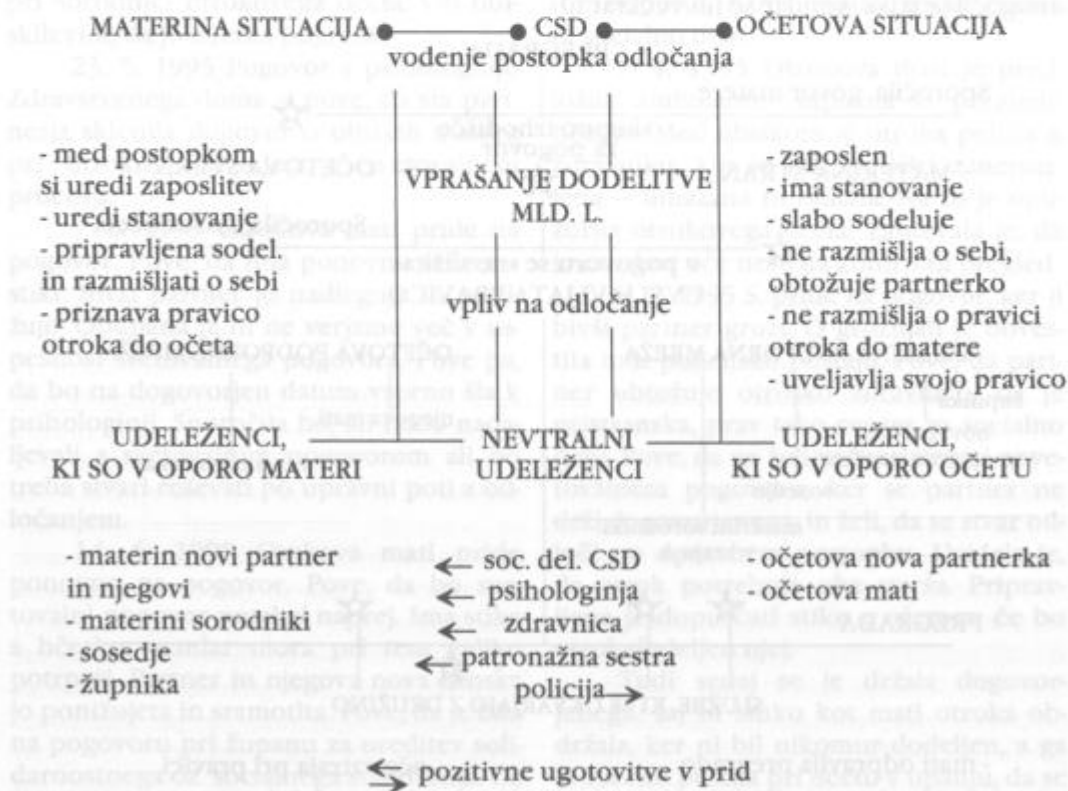 MATERINA SITUACIJA CSD OČETOVA SITUACIJA
vodenje postopka odločanja
- med postopkom
si uredi zaposlitev
- uredi stanovanje
- pripravljena sodel
in razmišljati o sebi
- priznava pravico
otroka do očeta
VPRAŠANJE DODELITVE
MLD. L.
vpliv na odločanje
- zaposlen
- ima stanovanje
- slabo sodeluje
- ne razmišlja o sebi,
obtožuje partnerko
- ne razmišlja o pravici
otroka do matere
- uveljavlja svojo pravico
UDELEŽENCI,
KI SO V OPORO MATERI
NEVTRALNI
UDELEŽENCI
UDELEŽENCI,
KI SO V OPORO OČETU
- materin novi partner
in njegovi
- materini sorodniki
- sosedje
- župnika
← soc. del. CSD
← psihologinja
← zdravnica
← patronažna sestra
policija →
- očetova nova partnerka
- očetova mati
← pozitivne ugotovitve v prid
→